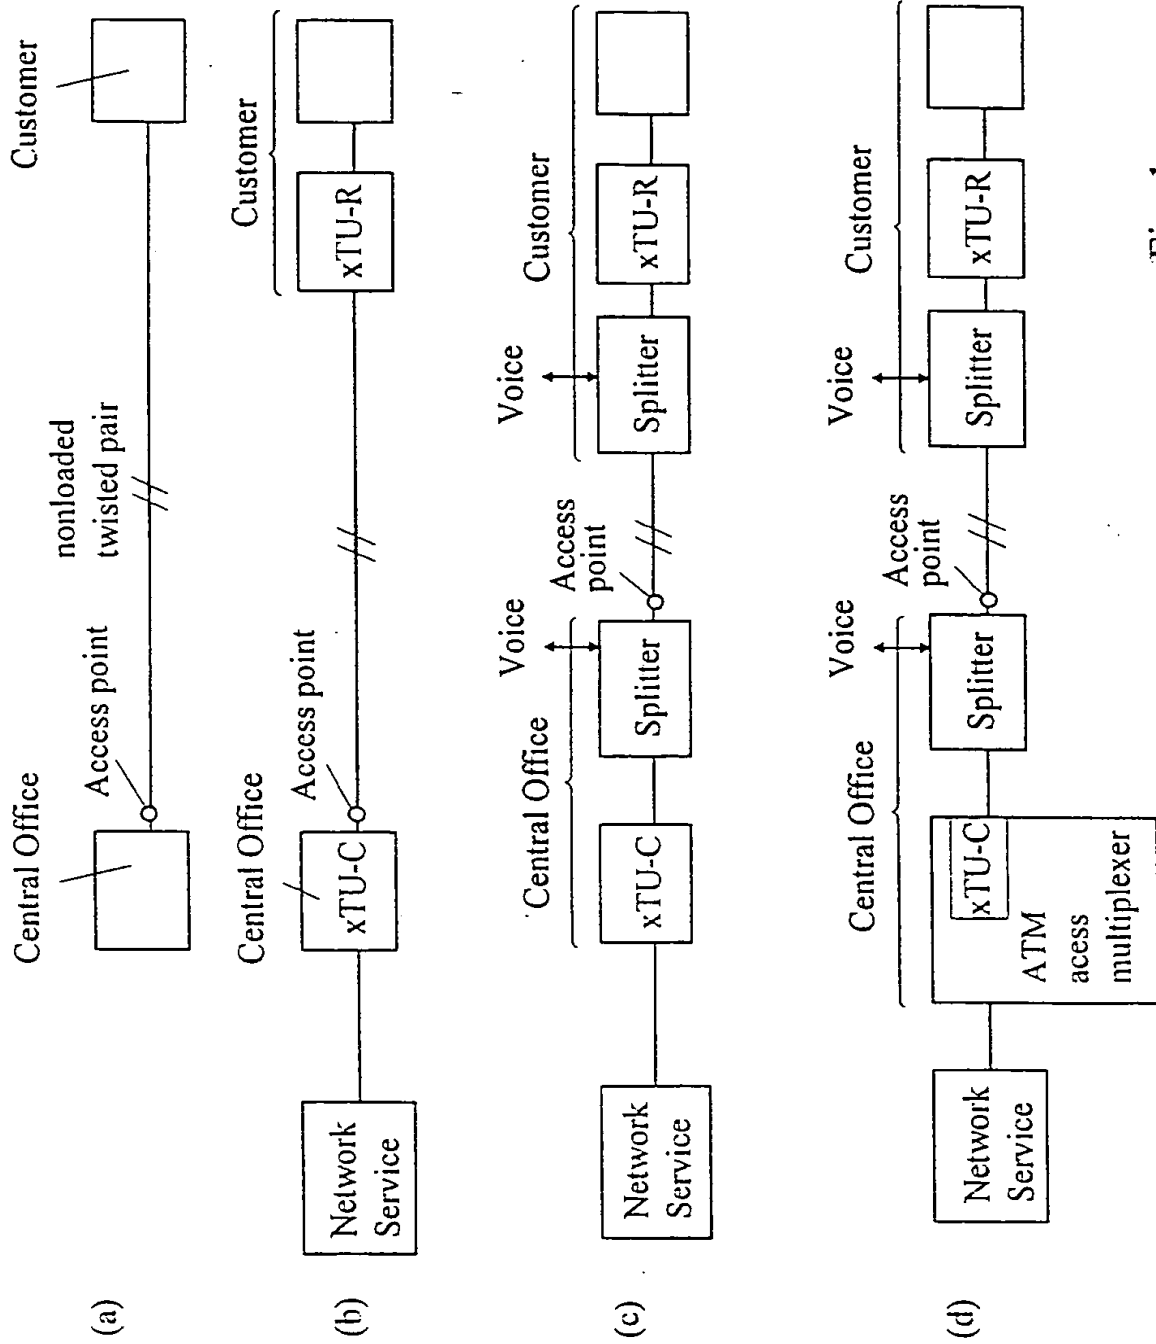 (a)
Central Office
Access point
nonloaded
twisted pair
Customer
(b)
Network
Service
Central Office
xTU-C
Access point
Customer
xTU-R
(c)
Network
Service
Central Office
xTU-C
Voice
Splitter
Access
point
Voice
Splitter
Customer
xTU-R
(d)
Network
Service
Central Office
xTU-C
ATM
acess
multiplexer
Voice
Splitter
Access
point
Voice
Splitter
Customer
xTU-R